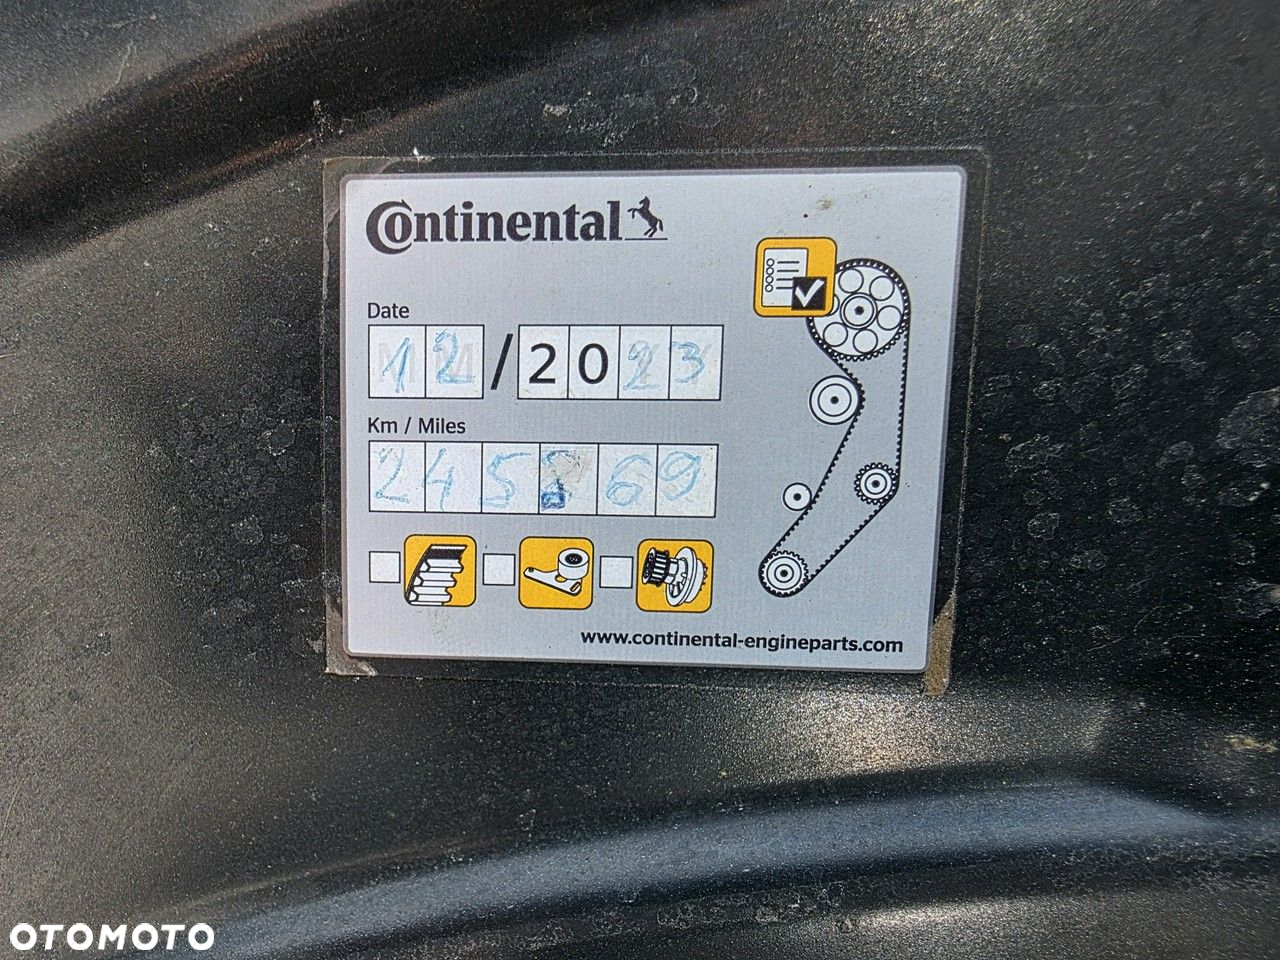 Continental
Date
12/2023
Km / Miles
245 69
www.continental-engineparts.com
OTOMOTO